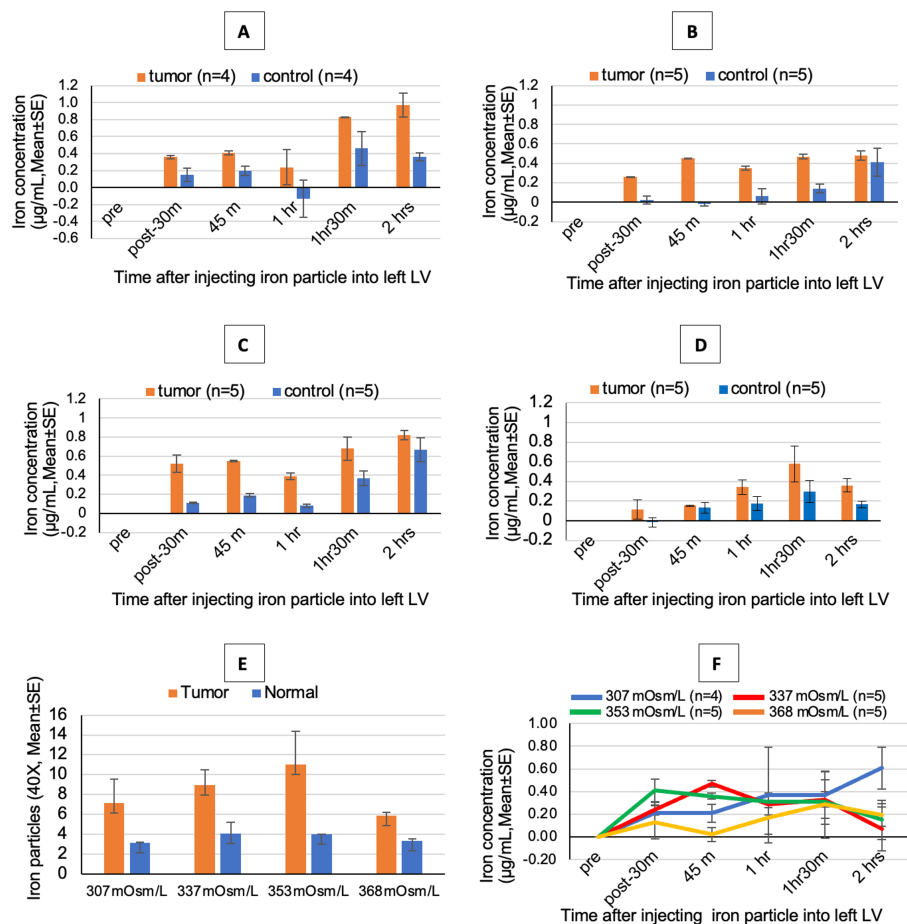 A
tumor (n=4) control (n=4)
Iron concentration
(µg/mL,Mean±SE)
1.2
1.0
0.8
0.6
0.4
0.2
0.0
-0.2
-0.4
-0.6
pre
post-30m
45 m
1 hr
1hr30m
2 hrs
Time after injecting iron particle into left LV
B
tumor (n=5) control (n=5)
Iron concentration
(µg/mL,Mean±SE)
1.2
1
0.8
0.6
0.4
0.2
0
-0.2
pre
post-30m
45 m
1 hr
1hr30m
2 hrs
Time after injecting iron particle into left LV
C
tumor (n=5) control (n=5)
Iron concentration
(µg/mL,Mean±SE)
1.2
1
0.8
0.6
0.4
0.2
0
-0.2
pre
post-30m
45 m
1 hr
1hr30m
2 hrs
Time after injecting iron particle into left LV
D
tumor (n=5) control (n=5)
Iron concentration
(µg/mL,Mean±SE)
1.2
1
0.8
0.6
0.4
0.2
0
-0.2
pre
post-30m
45 m
1 hr
1hr30m
2 hrs
Time after injecting iron particle into left LV
E
Tumor Normal
Iron particles (40X, Mean±SE)
16
14
12
10
8
6
4
2
0
307 mOsm/L 337 mOsm/L 353 mOsm/L 368 mOsm/L
F
307 mOsm/L (n=4) 337 mOsm/L (n=5)
353 mOsm/L (n=5) 368 mOsm/L (n=5)
Iron concentration
(µg/mL,Mean±SE)
1.00
0.80
0.60
0.40
0.20
0.00
-0.20
pre
post-30m
45 m
1 hr
1hr30m
2 hrs
Time after injecting iron particle into left LV